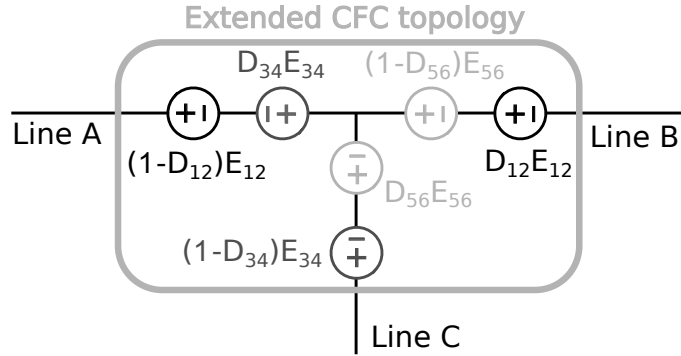 Extended CFC topology
D₃₄E₃₄
(1-D₅₆)E₅₆
Line A
Line B
(1-D₁₂)E₁₂
D₁₂E₁₂
D₅₆E₅₆
(1-D₃₄)E₃₄
Line C